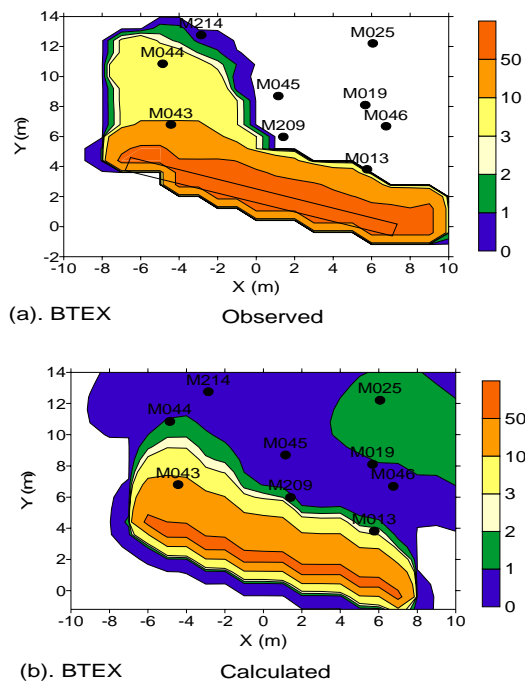 (a)
Y (m)
14
12
10
8
6
4
2
0
-2
M214
M025
M044
M045
M019
M043
M046
M209
M013
50
10
3
2
1
0
-10 -8 -6 -4 -2 0 2 4 6 8 10
X (m)
(a). BTEX Observed
(b)
Y (m)
14
12
10
8
6
4
2
0
M214
M025
M044
M045
M019
M043
M046
M209
M013
50
10
3
2
1
0
-10 -8 -6 -4 -2 0 2 4 6 8 10
X (m)
(b). BTEX Calculated